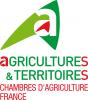 AGRICULTURES
& TERRITOIRES
CHAMBRES D'AGRICULTURE
FRANCE